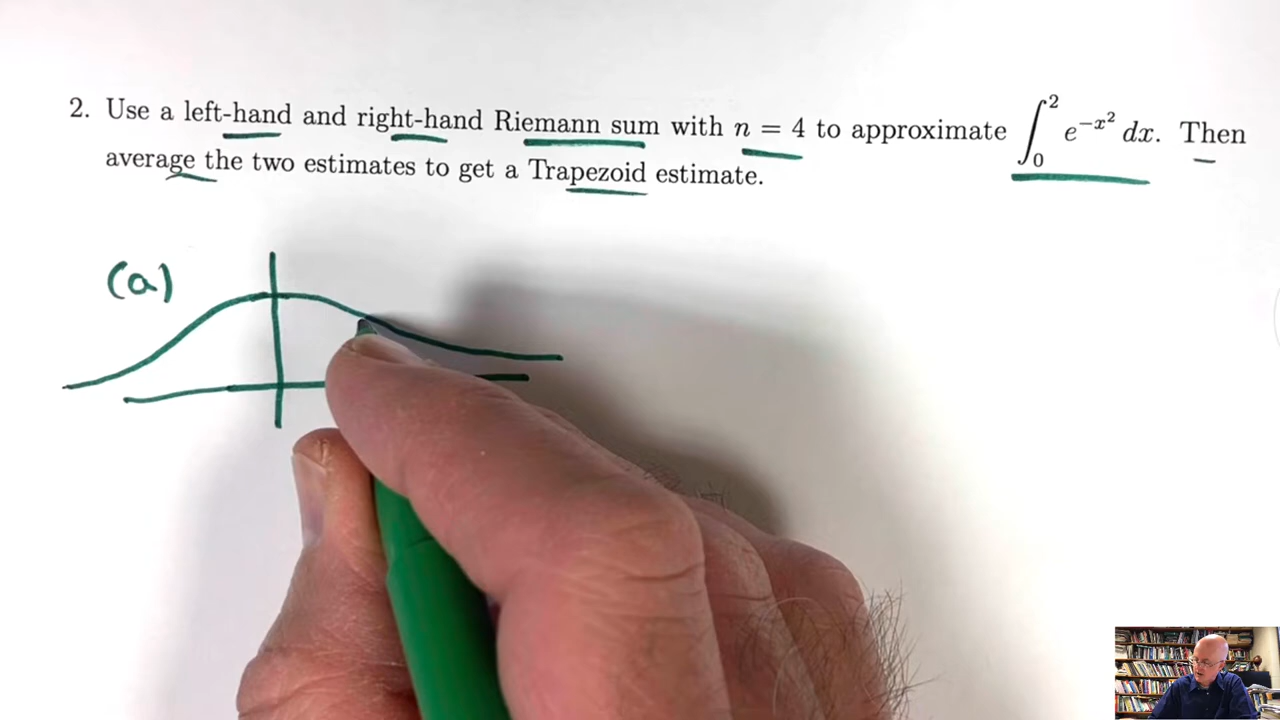 2. Use a left-hand and right-hand Riemann sum with n = 4 to approximate ∫₀² e^{-x²} dx. Then
average the two estimates to get a Trapezoid estimate.
(a)